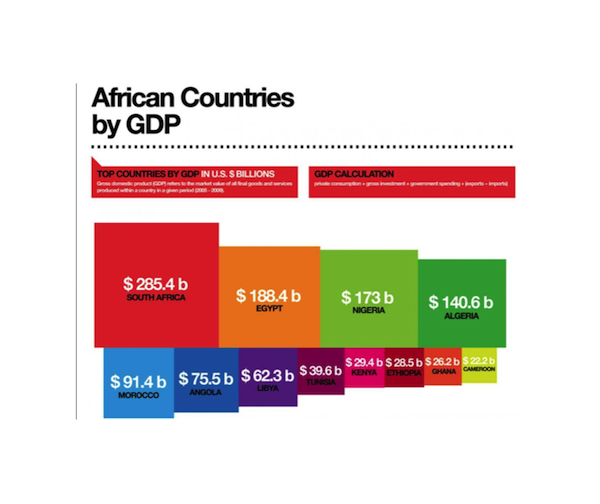 African Countries
by GDP
TOP COUNTRIES BY GDP IN U.S. $ BILLIONS
Gross domestic product (GDP) refers to the market value of all final goods and services
produced within a country in a given period (2005 - 2009).
GDP CALCULATION
private consumption + gross investment + government spending + (exports − imports)
$ 285.4 b
SOUTH AFRICA
$ 188.4 b
EGYPT
$ 173 b
NIGERIA
$ 140.6 b
ALGERIA
$ 91.4 b
MOROCCO
$ 75.5 b
ANGOLA
$ 62.3 b
LIBYA
$ 39.6 b
TUNISIA
$ 29.4 b
KENYA
$ 28.5 b
ETHIOPIA
$ 26.2 b
GHANA
$ 22.2 b
CAMEROON